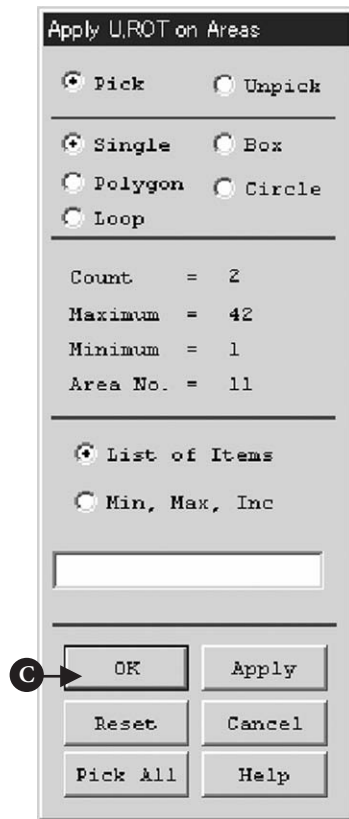 Apply U,ROT on Areas
Pick Unpick
Single Box
Polygon Circle
Loop
Count = 2
Maximum = 42
Minimum = 1
Area No. = 11
List of Items
Min, Max, Inc
C OK Apply
Reset Cancel
Pick All Help